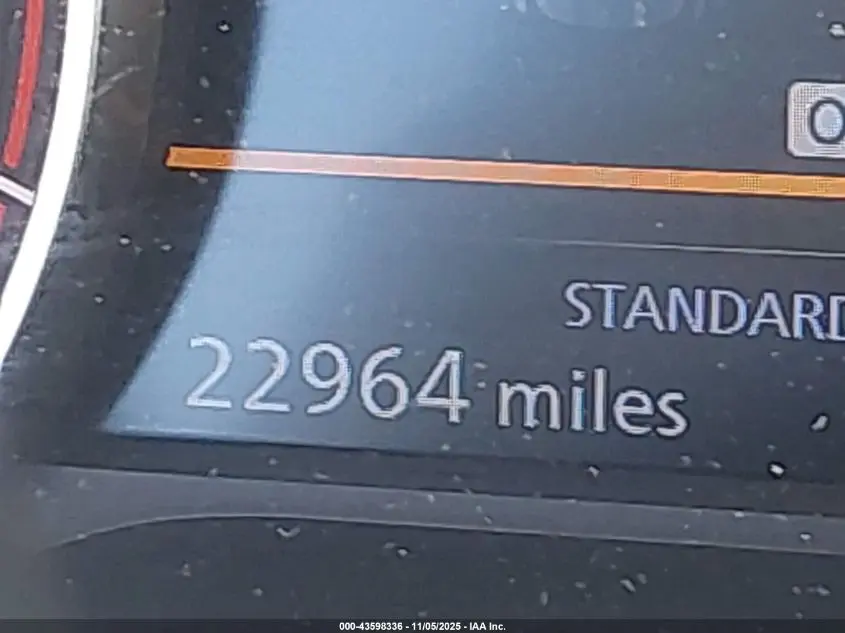 O
STANDARD
22964 miles
000-43598336 - 11/05/2025 - IAA Inc.